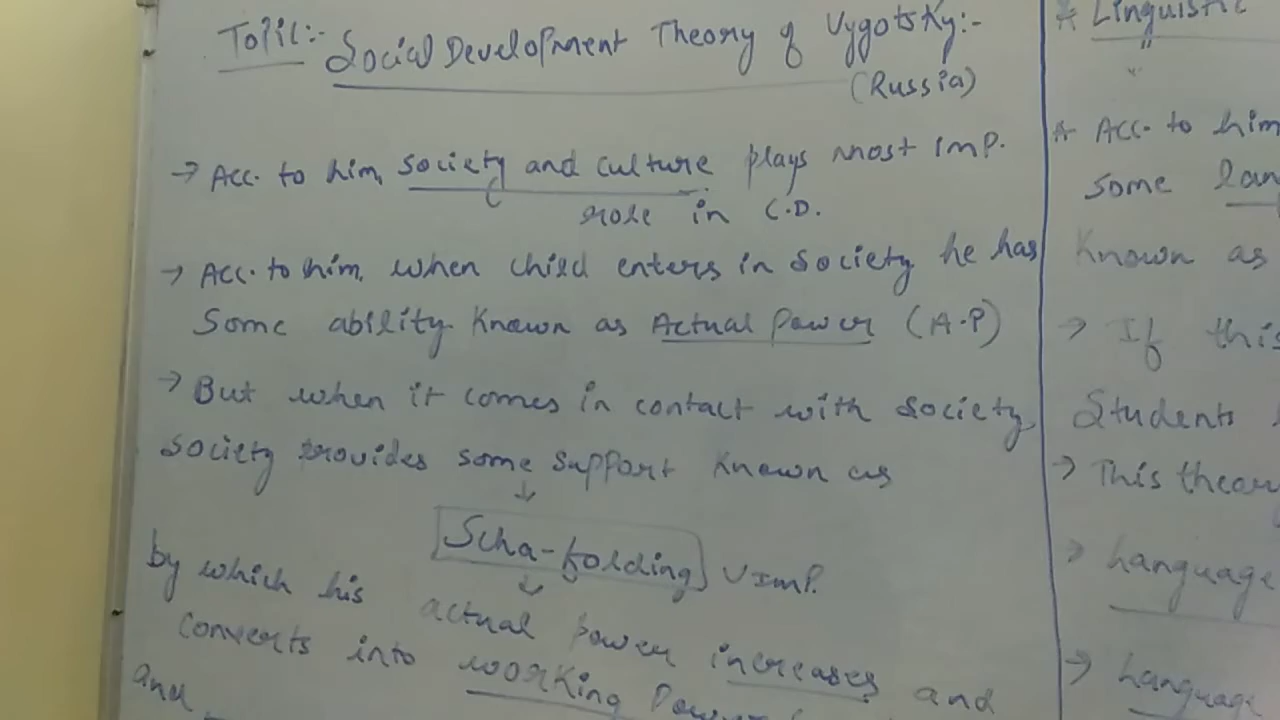 Topic:- Social Development Theory of Vygotsky:-
(Russia)
→ Acc. to him, society and culture plays most imp.
role in C.D.
→ Acc. to him, when child enters in society he has
Some ability known as Actual Power (A.P)
→ But when it comes in contact with society,
society provides some support known as
↓
Scha-folding V Imp.
↓
by which his actual power increases and
converts into working Power
and
* Linguistic
* Acc. to him
some lan
known as
→ If this
Students
→ This theory
→ Language
→ Language